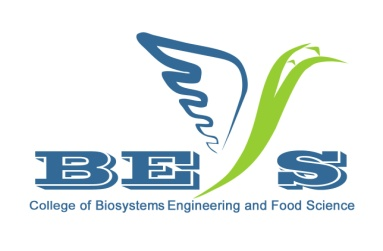 BE S
College of Biosystems Engineering and Food Science